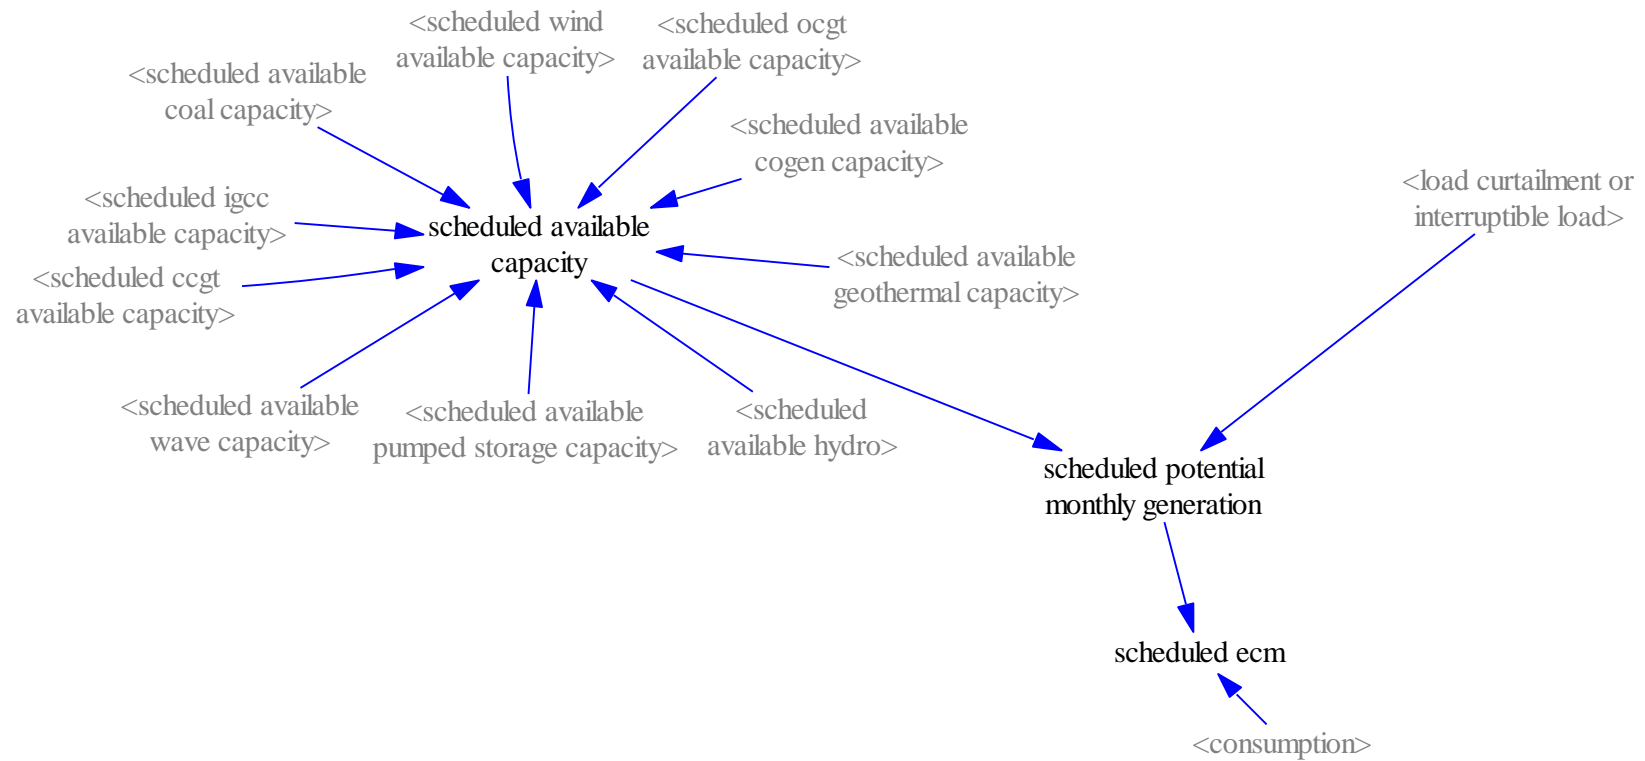 <scheduled wind
available capacity>
<scheduled ocgt
available capacity>
<scheduled available
coal capacity>
<scheduled available
cogen capacity>
<load curtailment or
interruptible load>
<scheduled igcc
available capacity>
scheduled available
capacity
<scheduled available
geothermal capacity>
<scheduled ccgt
available capacity>
<scheduled available
wave capacity>
<scheduled available
pumped storage capacity>
<scheduled
available hydro>
scheduled potential
monthly generation
scheduled ecm
<consumption>